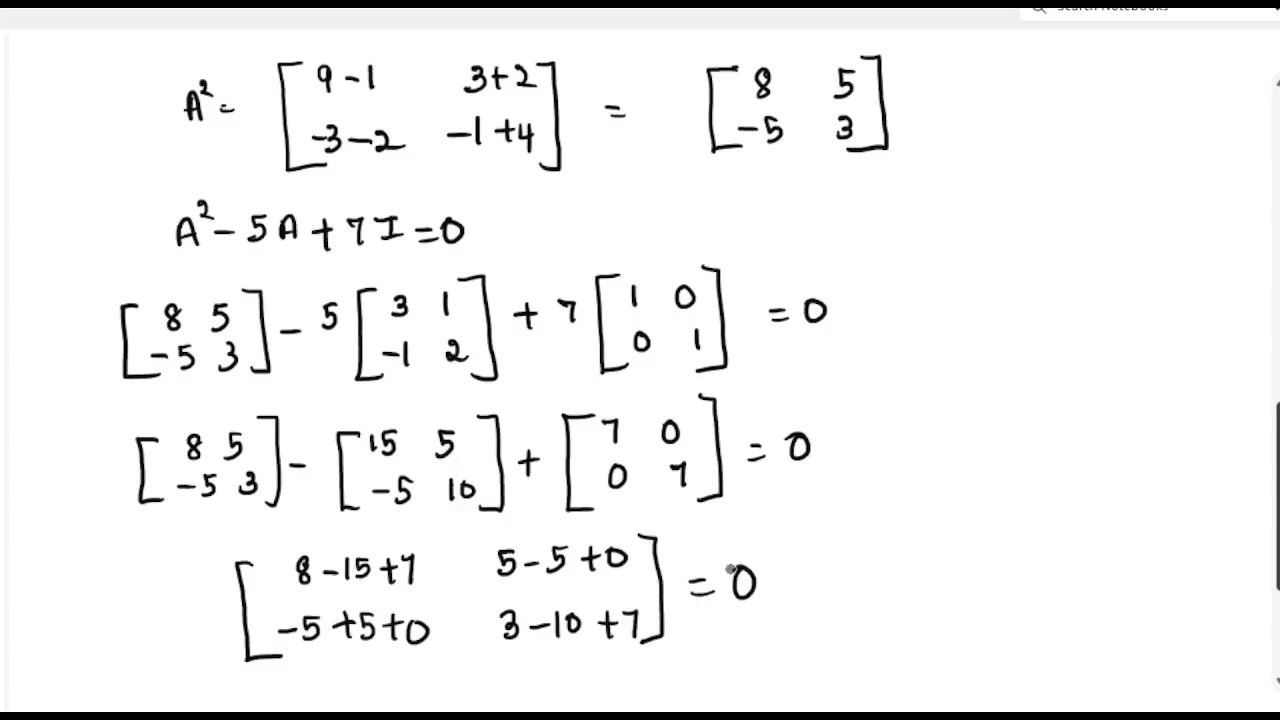 A² = [9-1 3+2; -3-2 -1+4] = [8 5; -5 3]
A² - 5A + 7I = 0
[8 5; -5 3] - 5 [3 1; -1 2] + 7 [1 0; 0 1] = 0
[8 5; -5 3] - [15 5; -5 10] + [7 0; 0 7] = 0
[8-15+7 5-5+0; -5+5+0 3-10+7] = 0